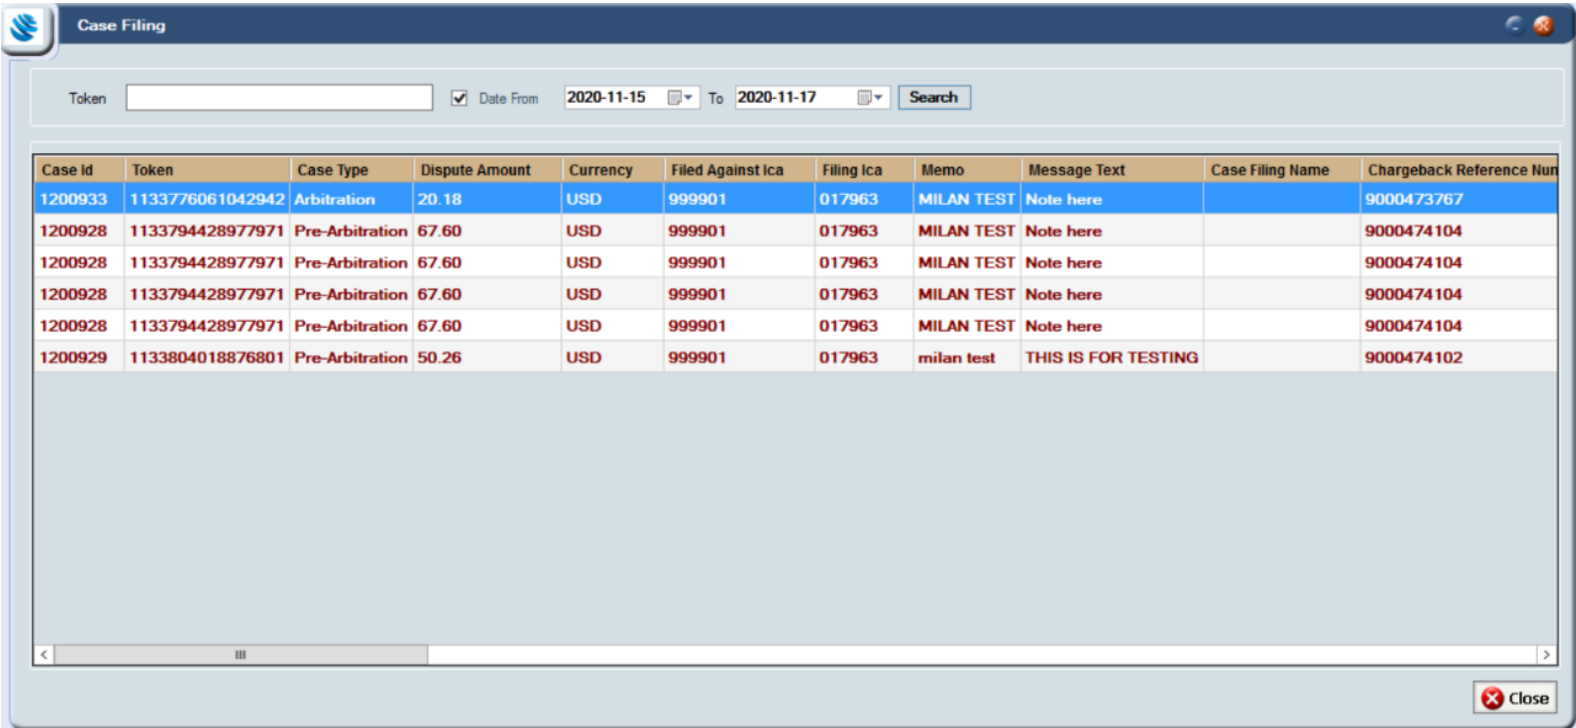 Case Filing
Token Date From 2020-11-15 To 2020-11-17 Search
Case Id Token Case Type Dispute Amount Currency Filed Against Ica Filing Ica Memo Message Text Case Filing Name Chargeback Reference Num
1200933 1133776061042942 Arbitration 20.18 USD 999901 017963 MILAN TEST Note here 9000473767
1200928 1133794428977971 Pre-Arbitration 67.60 USD 999901 017963 MILAN TEST Note here 9000474104
1200928 1133794428977971 Pre-Arbitration 67.60 USD 999901 017963 MILAN TEST Note here 9000474104
1200928 1133794428977971 Pre-Arbitration 67.60 USD 999901 017963 MILAN TEST Note here 9000474104
1200928 1133794428977971 Pre-Arbitration 67.60 USD 999901 017963 MILAN TEST Note here 9000474104
1200929 1133804018876801 Pre-Arbitration 50.26 USD 999901 017963 milan test THIS IS FOR TESTING 9000474102
Close